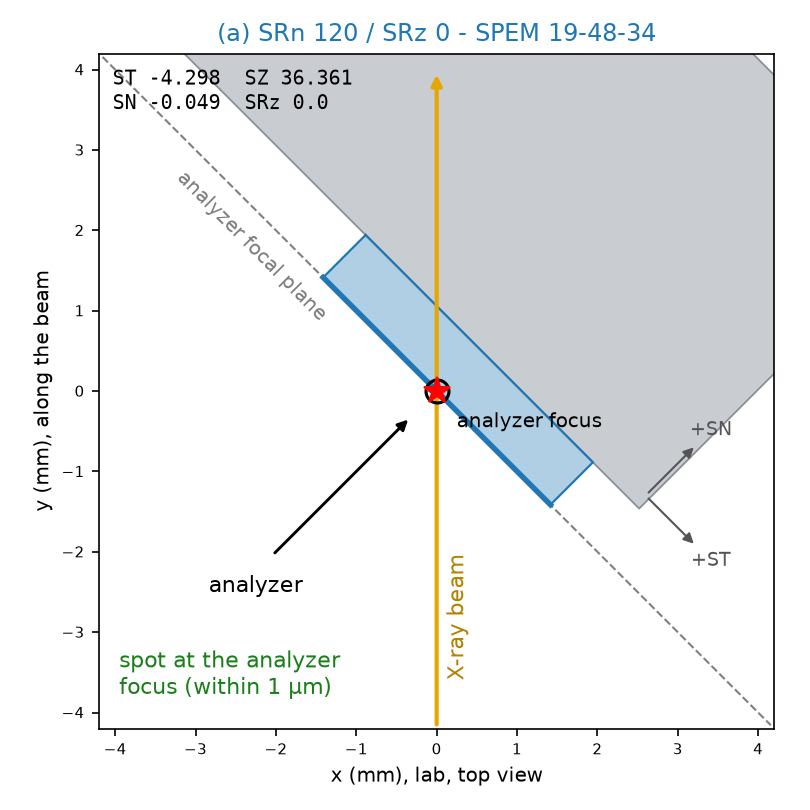 (a) SRn 120 / SRz 0 - SPEM 19-48-34
ST -4.298  SZ 36.361
SN -0.049  SRz 0.0
analyzer focal plane
analyzer focus
+SN
+ST
analyzer
X-ray beam
spot at the analyzer
focus (within 1 μm)
4
3
2
1
0
−1
−2
−3
−4
y (mm), along the beam
−4 −3 −2 −1 0 1 2 3 4
x (mm), lab, top view